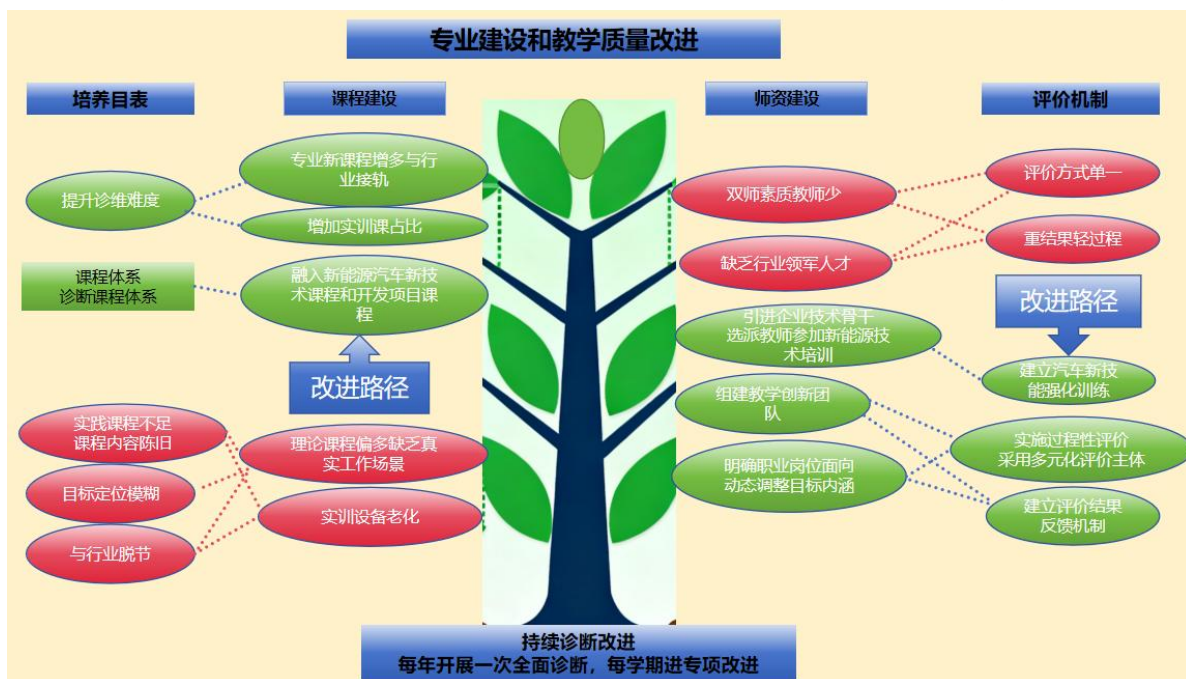 专业建设和教学质量改进
培养目表
课程建设
师资建设
评价机制
专业新课程增多与行
业接轨
提升诊维难度
增加实训课占比
课程体系
诊断课程体系
融入新能源汽车新技
术课程和开发项目课
程
改进路径
实践课程不足
课程内容陈旧
理论课程偏多缺乏真
实工作场景
目标定位模糊
实训设备老化
与行业脱节
双师素质教师少
评价方式单一
缺乏行业领军人才
重结果轻过程
改进路径
引进企业技术骨干
选派教师参加新能源技
术培训
建立汽车新技
能强化训练
组建教学创新团
队
实施过程性评价
采用多元化评价主体
明确职业岗位面向
动态调整目标内涵
建立评价结果
反馈机制
持续诊断改进
每年开展一次全面诊断，每学期进专项改进